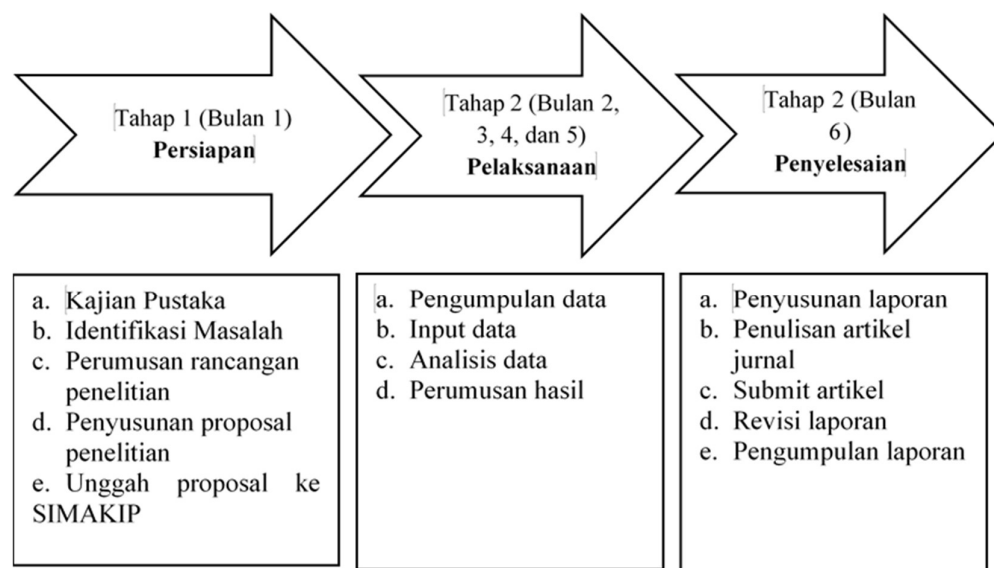 Tahap 1 (Bulan 1)
Persiapan
Tahap 2 (Bulan 2,
3, 4, dan 5)
Pelaksanaan
Tahap 2 (Bulan
6)
Penyelesaian
a. Kajian Pustaka
b. Identifikasi Masalah
c. Perumusan rancangan
penelitian
d. Penyusunan proposal
penelitian
e. Unggah proposal ke
SIMAKIP
a. Pengumpulan data
b. Input data
c. Analisis data
d. Perumusan hasil
a. Penyusunan laporan
b. Penulisan artikel
jurnal
c. Submit artikel
d. Revisi laporan
e. Pengumpulan laporan